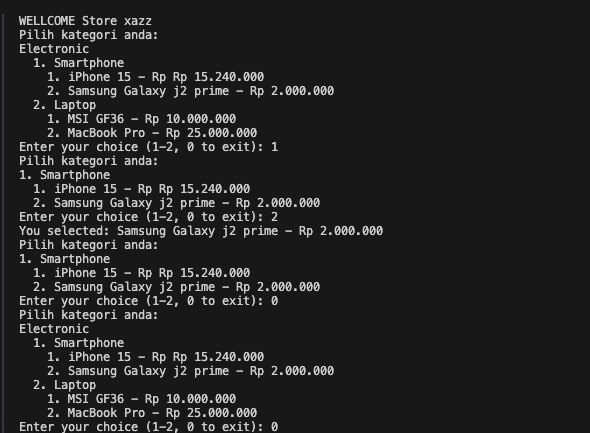 WELLCOME Store xazz
Pilih kategori anda:
Electronic
  1. Smartphone
    1. iPhone 15 – Rp Rp 15.240.000
    2. Samsung Galaxy j2 prime – Rp 2.000.000
  2. Laptop
    1. MSI GF36 – Rp 10.000.000
    2. MacBook Pro – Rp 25.000.000
Enter your choice (1–2, 0 to exit): 1
Pilih kategori anda:
1. Smartphone
  1. iPhone 15 – Rp Rp 15.240.000
  2. Samsung Galaxy j2 prime – Rp 2.000.000
Enter your choice (1–2, 0 to exit): 2
You selected: Samsung Galaxy j2 prime – Rp 2.000.000
Pilih kategori anda:
1. Smartphone
  1. iPhone 15 – Rp Rp 15.240.000
  2. Samsung Galaxy j2 prime – Rp 2.000.000
Enter your choice (1–2, 0 to exit): 0
Pilih kategori anda:
Electronic
  1. Smartphone
    1. iPhone 15 – Rp Rp 15.240.000
    2. Samsung Galaxy j2 prime – Rp 2.000.000
  2. Laptop
    1. MSI GF36 – Rp 10.000.000
    2. MacBook Pro – Rp 25.000.000
Enter your choice (1–2, 0 to exit): 0